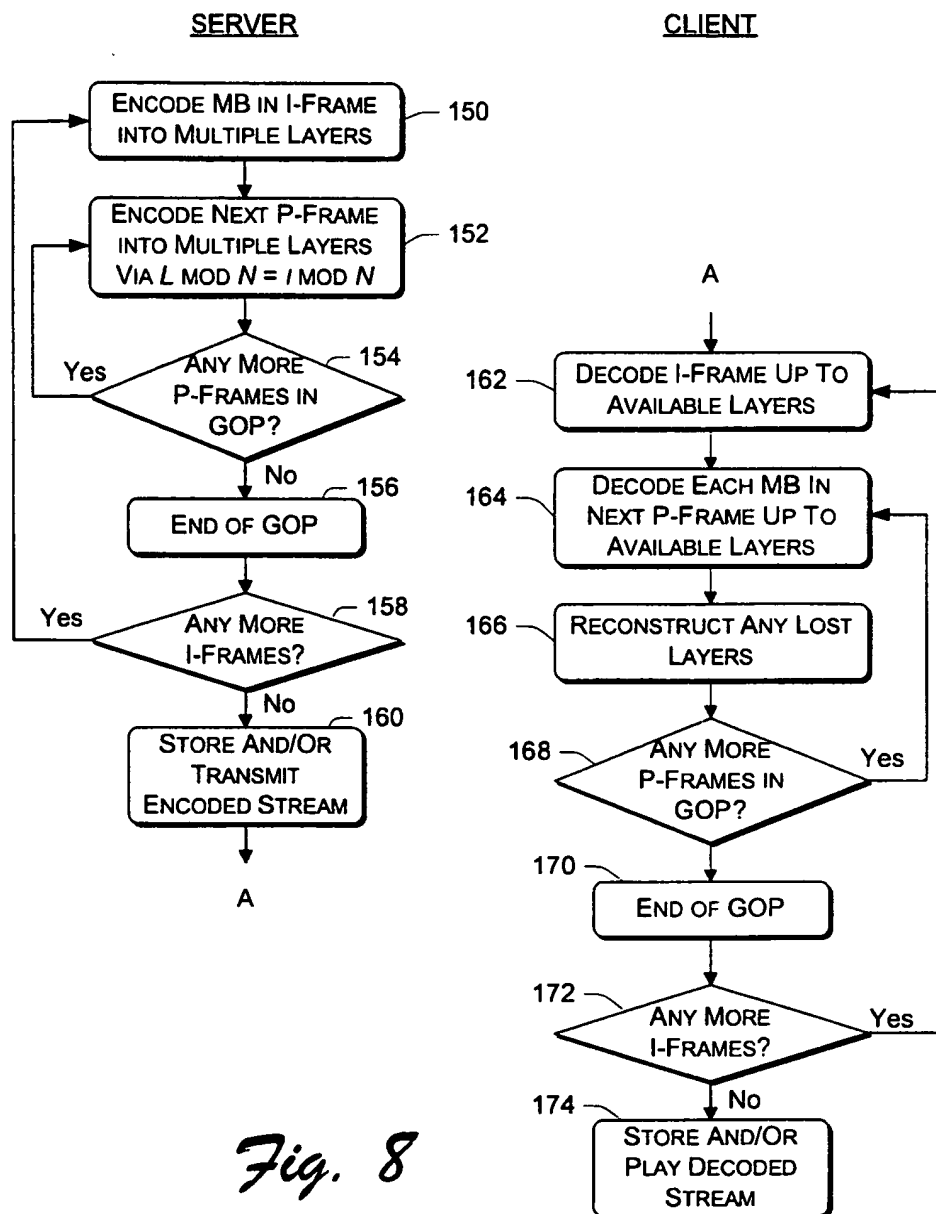 SERVER
ENCODE MB IN I-FRAME
INTO MULTIPLE LAYERS
150
ENCODE NEXT P-FRAME
INTO MULTIPLE LAYERS
VIA L MOD N = i MOD N
152
ANY MORE
P-FRAMES IN
GOP?
154
Yes
No
156
END OF GOP
ANY MORE
I-FRAMES?
158
Yes
No
160
STORE AND/OR
TRANSMIT
ENCODED STREAM
A
CLIENT
A
162
DECODE I-FRAME UP TO
AVAILABLE LAYERS
164
DECODE EACH MB IN
NEXT P-FRAME UP TO
AVAILABLE LAYERS
166
RECONSTRUCT ANY LOST
LAYERS
168
ANY MORE
P-FRAMES IN
GOP?
Yes
170
END OF GOP
172
ANY MORE
I-FRAMES?
Yes
No
174
STORE AND/OR
PLAY DECODED
STREAM
Fig. 8